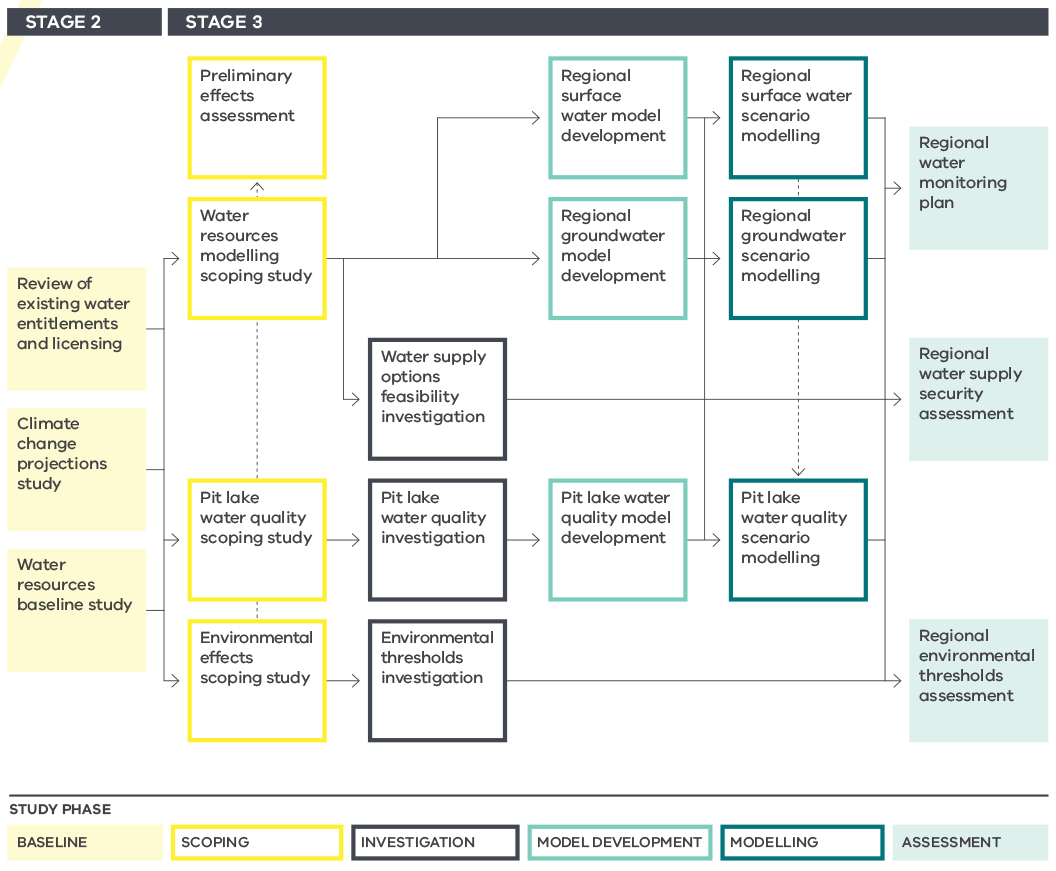 STAGE 2
STAGE 3
Preliminary
effects
assessment
Regional
surface
water model
development
Regional
surface water
scenario
modelling
Regional
water
monitoring
plan
Water
resources
modelling
scoping study
Regional
groundwater
model
development
Regional
groundwater
scenario
modelling
Review of
existing water
entitlements
and licensing
Water supply
options
feasibility
investigation
Regional
water supply
security
assessment
Climate
change
projections
study
Pit lake
water quality
scoping study
Pit lake
water quality
investigation
Pit lake water
quality model
development
Pit lake
water quality
scenario
modelling
Water
resources
baseline study
Environmental
effects
scoping study
Environmental
thresholds
investigation
Regional
environmental
thresholds
assessment
STUDY PHASE
BASELINE
SCOPING
INVESTIGATION
MODEL DEVELOPMENT
MODELLING
ASSESSMENT